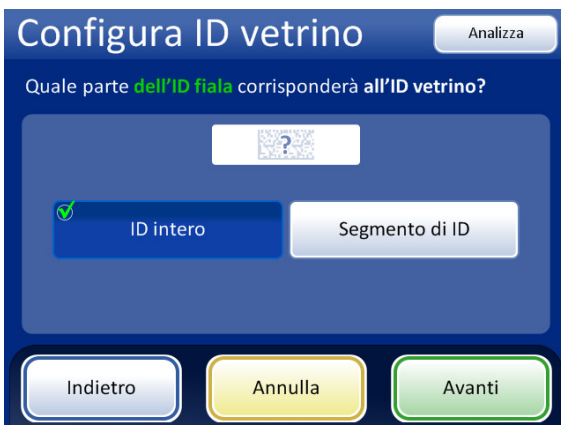 Configura ID vetrino
Analizza
Quale parte dell'ID fiala corrisponderà all'ID vetrino?
?
ID intero
Segmento di ID
Indietro
Annulla
Avanti